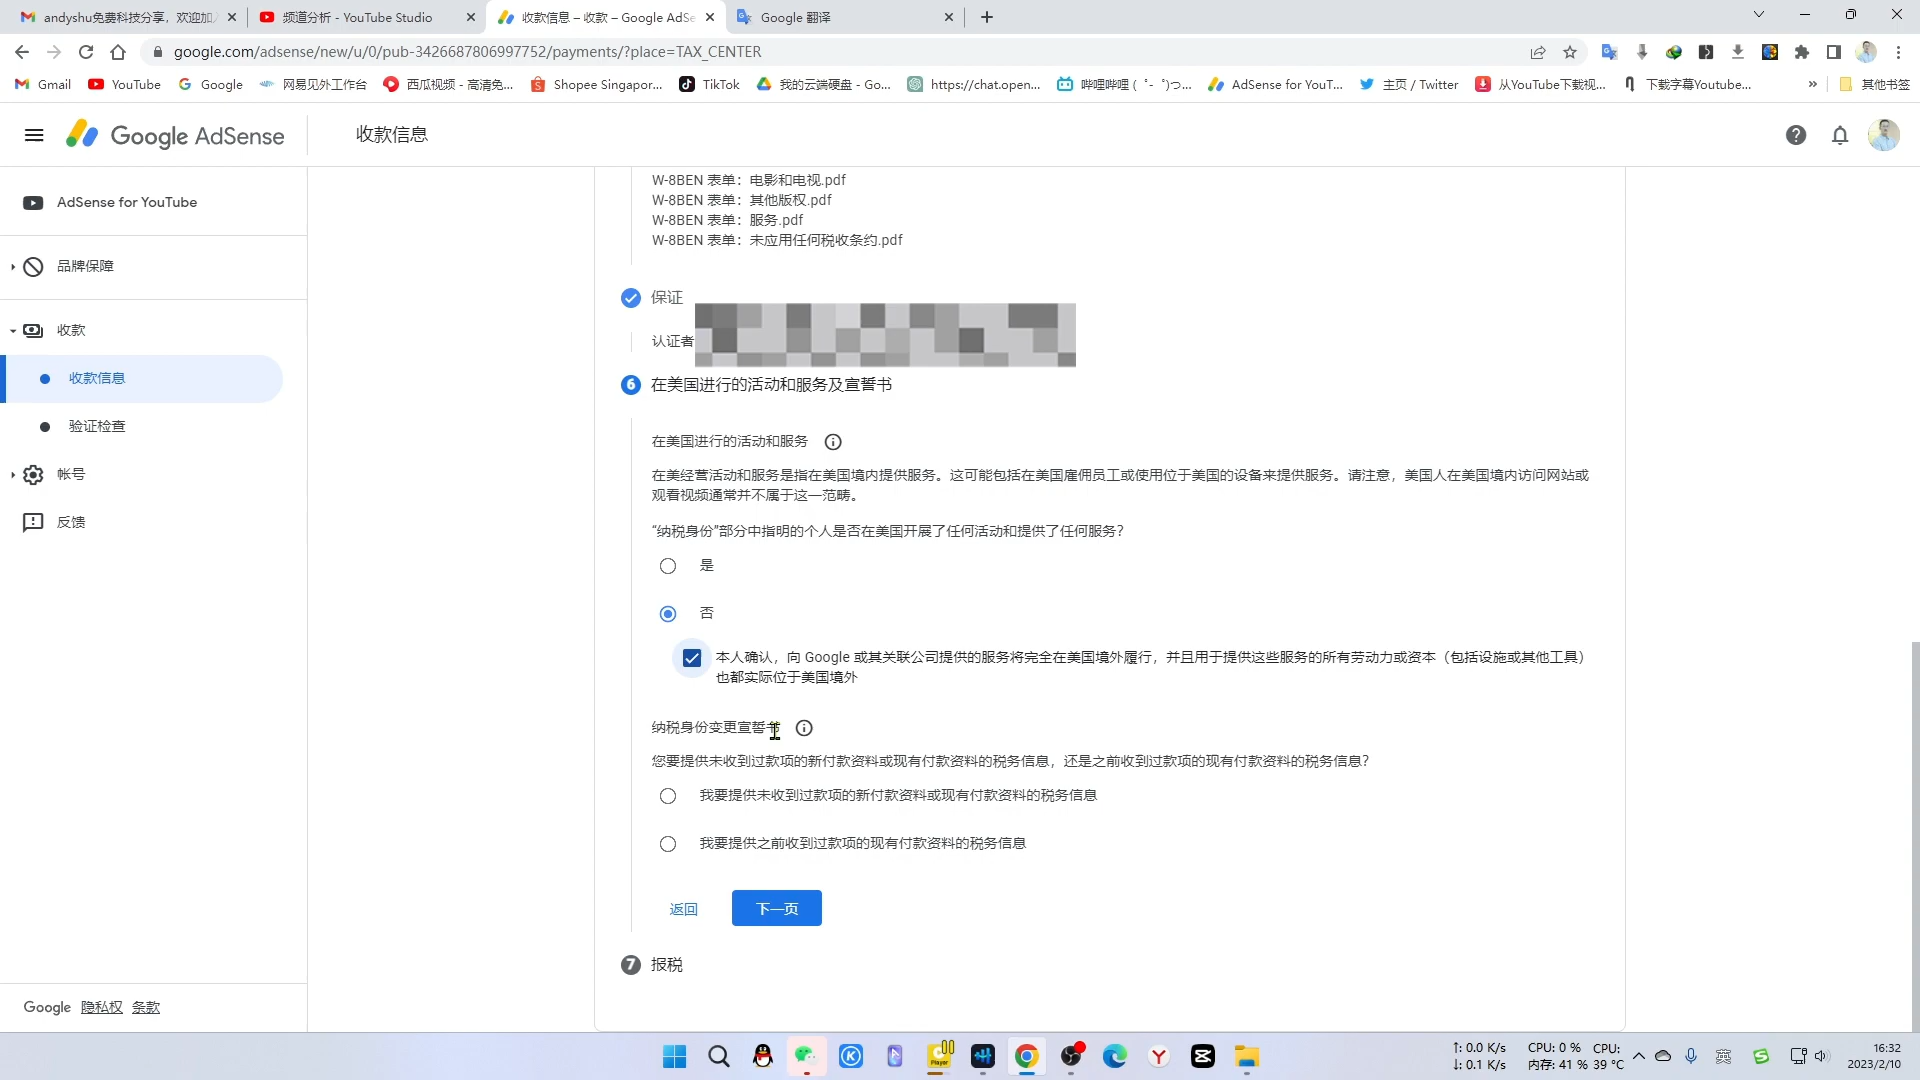 andyshu免费科技分享，欢迎加入
频道分析 - YouTube Studio
收款信息 – 收款 – Google AdSe
Google 翻译
google.com/adsense/new/u/0/pub-3426687806997752/payments/?place=TAX_CENTER
Gmail
YouTube
Google
网易见外工作台
西瓜视频 - 高清免...
Shopee Singapor...
TikTok
我的云端硬盘 - Go...
https://chat.open...
哔哩哔哩 ( ゜- ゜)つ...
AdSense for YouT...
主页 / Twitter
从YouTube下载视...
下载字幕Youtube...
»
其他书签
Google AdSense
收款信息
AdSense for YouTube
品牌保障
收款
收款信息
验证检查
帐号
反馈
Google 隐私权 条款
W-8BEN 表单：电影和电视.pdf
W-8BEN 表单：其他版权.pdf
W-8BEN 表单：服务.pdf
W-8BEN 表单：未应用任何税收条约.pdf
保证
认证者
6 在美国进行的活动和服务及宣誓书
在美国进行的活动和服务
在美经营活动和服务是指在美国境内提供服务。这可能包括在美国雇佣员工或使用位于美国的设备来提供服务。请注意，美国人在美国境内访问网站或
观看视频通常并不属于这一范畴。
“纳税身份”部分中指明的个人是否在美国开展了任何活动和提供了任何服务？
是
否
本人确认，向 Google 或其关联公司提供的服务将完全在美国境外履行，并且用于提供这些服务的所有劳动力或资本（包括设施或其他工具）
也都实际位于美国境外
纳税身份变更宣誓书
您要提供未收到过款项的新付款资料或现有付款资料的税务信息，还是之前收到过款项的现有付款资料的税务信息？
我要提供未收到过款项的新付款资料或现有付款资料的税务信息
我要提供之前收到过款项的现有付款资料的税务信息
返回
下一页
7 报税
↑: 0.0 K/s
↓: 0.1 K/s
CPU: 0 % CPU:
内存: 41 % 39 °C
英
16:32
2023/2/10